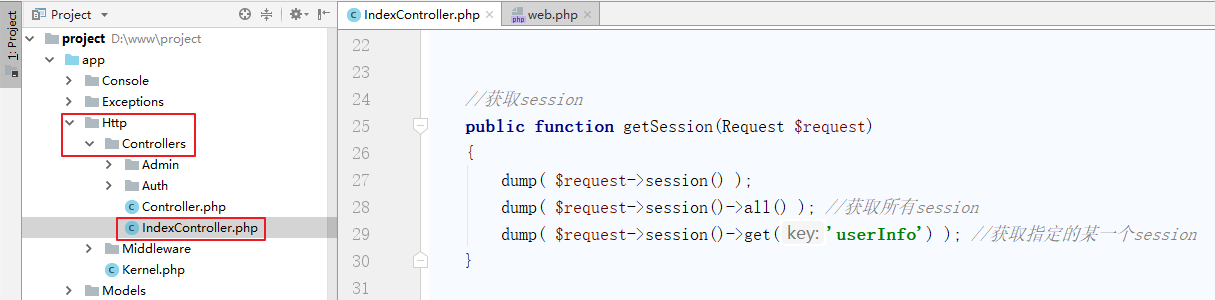 1: Project
Project
project D:\www\project
app
Console
Exceptions
Http
Controllers
Admin
Auth
Controller.php
IndexController.php
Middleware
Kernel.php
Models
IndexController.php
php web.php
22
23
24 //获取session
25 public function getSession(Request $request)
26 {
27 dump( $request->session() );
28 dump( $request->session()->all() ); //获取所有session
29 dump( $request->session()->get( key: 'userInfo') ); //获取指定的某一个session
30 }
31